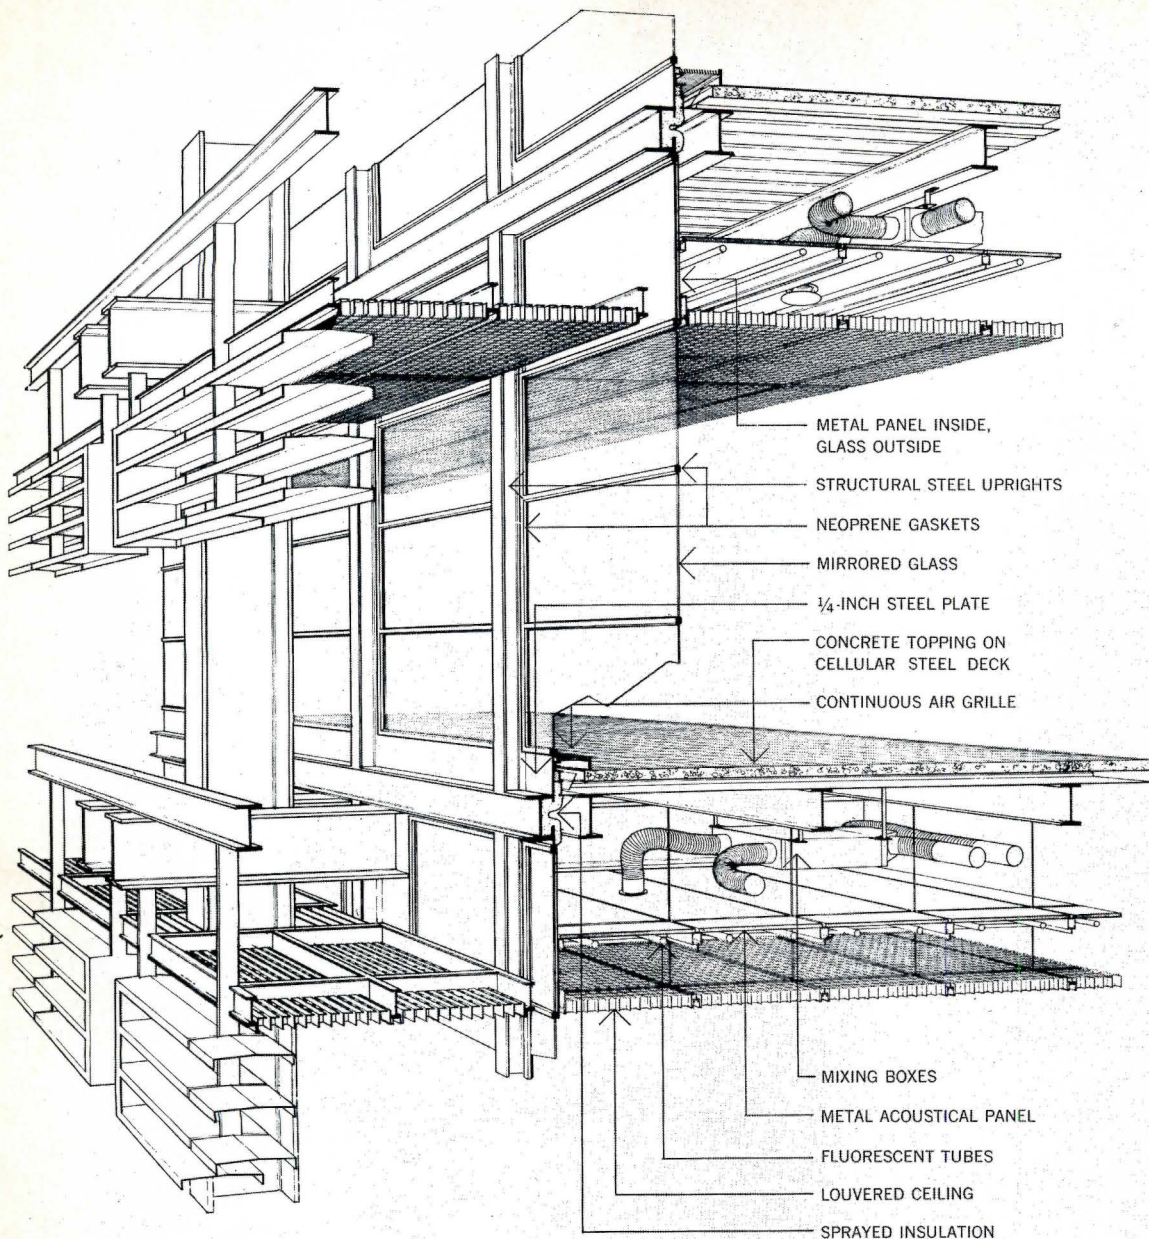 METAL PANEL INSIDE,
GLASS OUTSIDE
STRUCTURAL STEEL UPRIGHTS
NEOPRENE GASKETS
MIRRORED GLASS
¼-INCH STEEL PLATE
CONCRETE TOPPING ON
CELLULAR STEEL DECK
CONTINUOUS AIR GRILLE
MIXING BOXES
METAL ACOUSTICAL PANEL
FLUORESCENT TUBES
LOUVERED CEILING
SPRAYED INSULATION